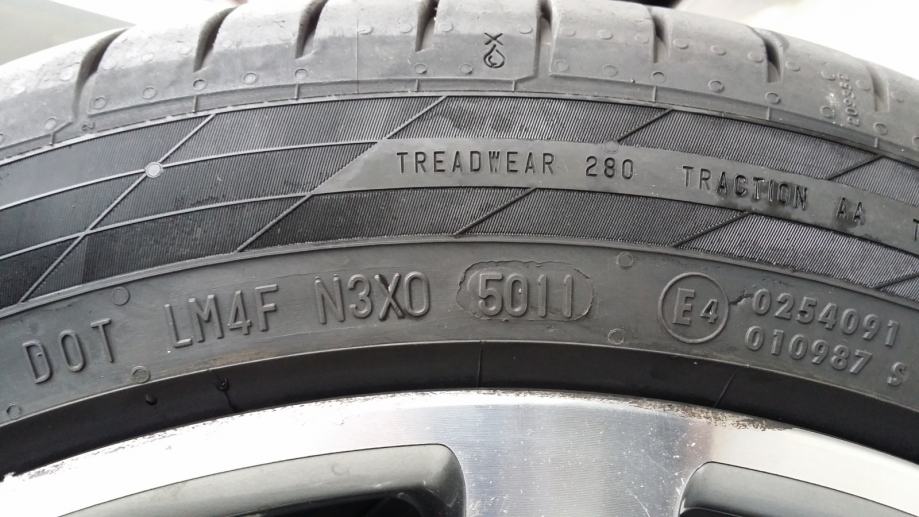 TREADWEAR 280 TRACTION AA T
DOT LM4F N3X0 5011 E4 0254091
010987 S